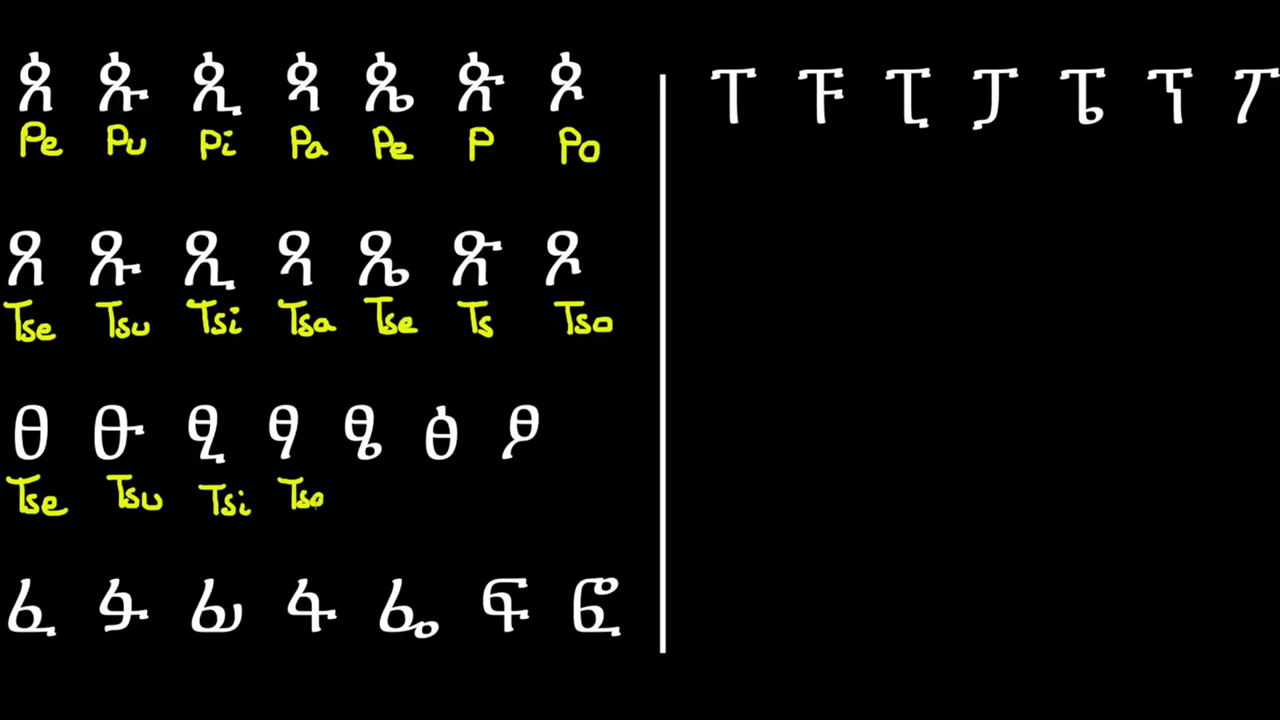 ጰ ጱ ጲ ጳ ጴ ጵ ጶ
Pe Pu Pi Pa Pe P Po
ጸ ጹ ጺ ጻ ጼ ጽ ጾ
Tse Tsu Tsi Tsa Tse Ts Tso
ፀ ፁ ፂ ፃ ፄ ፅ ፆ
Tse Tsu Tsi Tsa
ፈ ፉ ፊ ፋ ፌ ፍ ፎ
ፐ ፑ ፒ ፓ ፔ ፕ ፖ